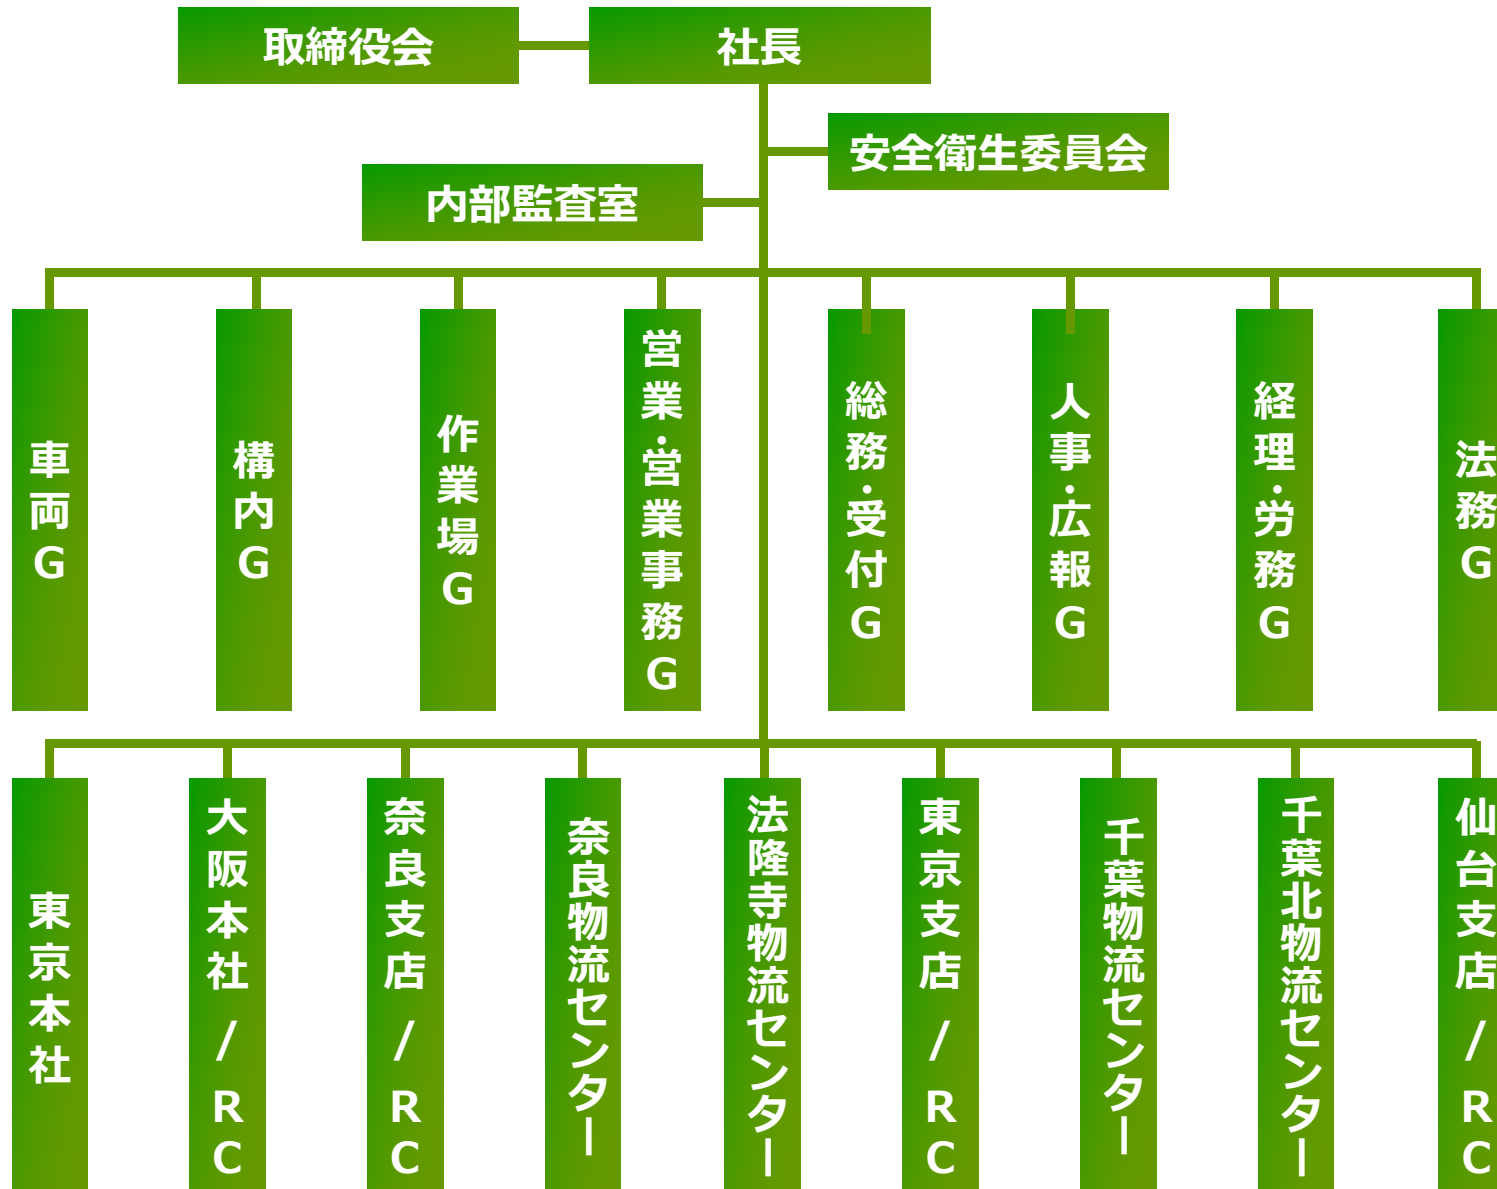 取締役会
社長
安全衛生委員会
内部監査室
車両G
構内G
作業場G
営業・営業事務G
総務・受付G
人事・広報G
経理・労務G
法務G
東京本社
大阪本社/RC
奈良支店/RC
奈良物流センター
法隆寺物流センター
東京支店/RC
千葉物流センター
千葉北物流センター
仙台支店/RC